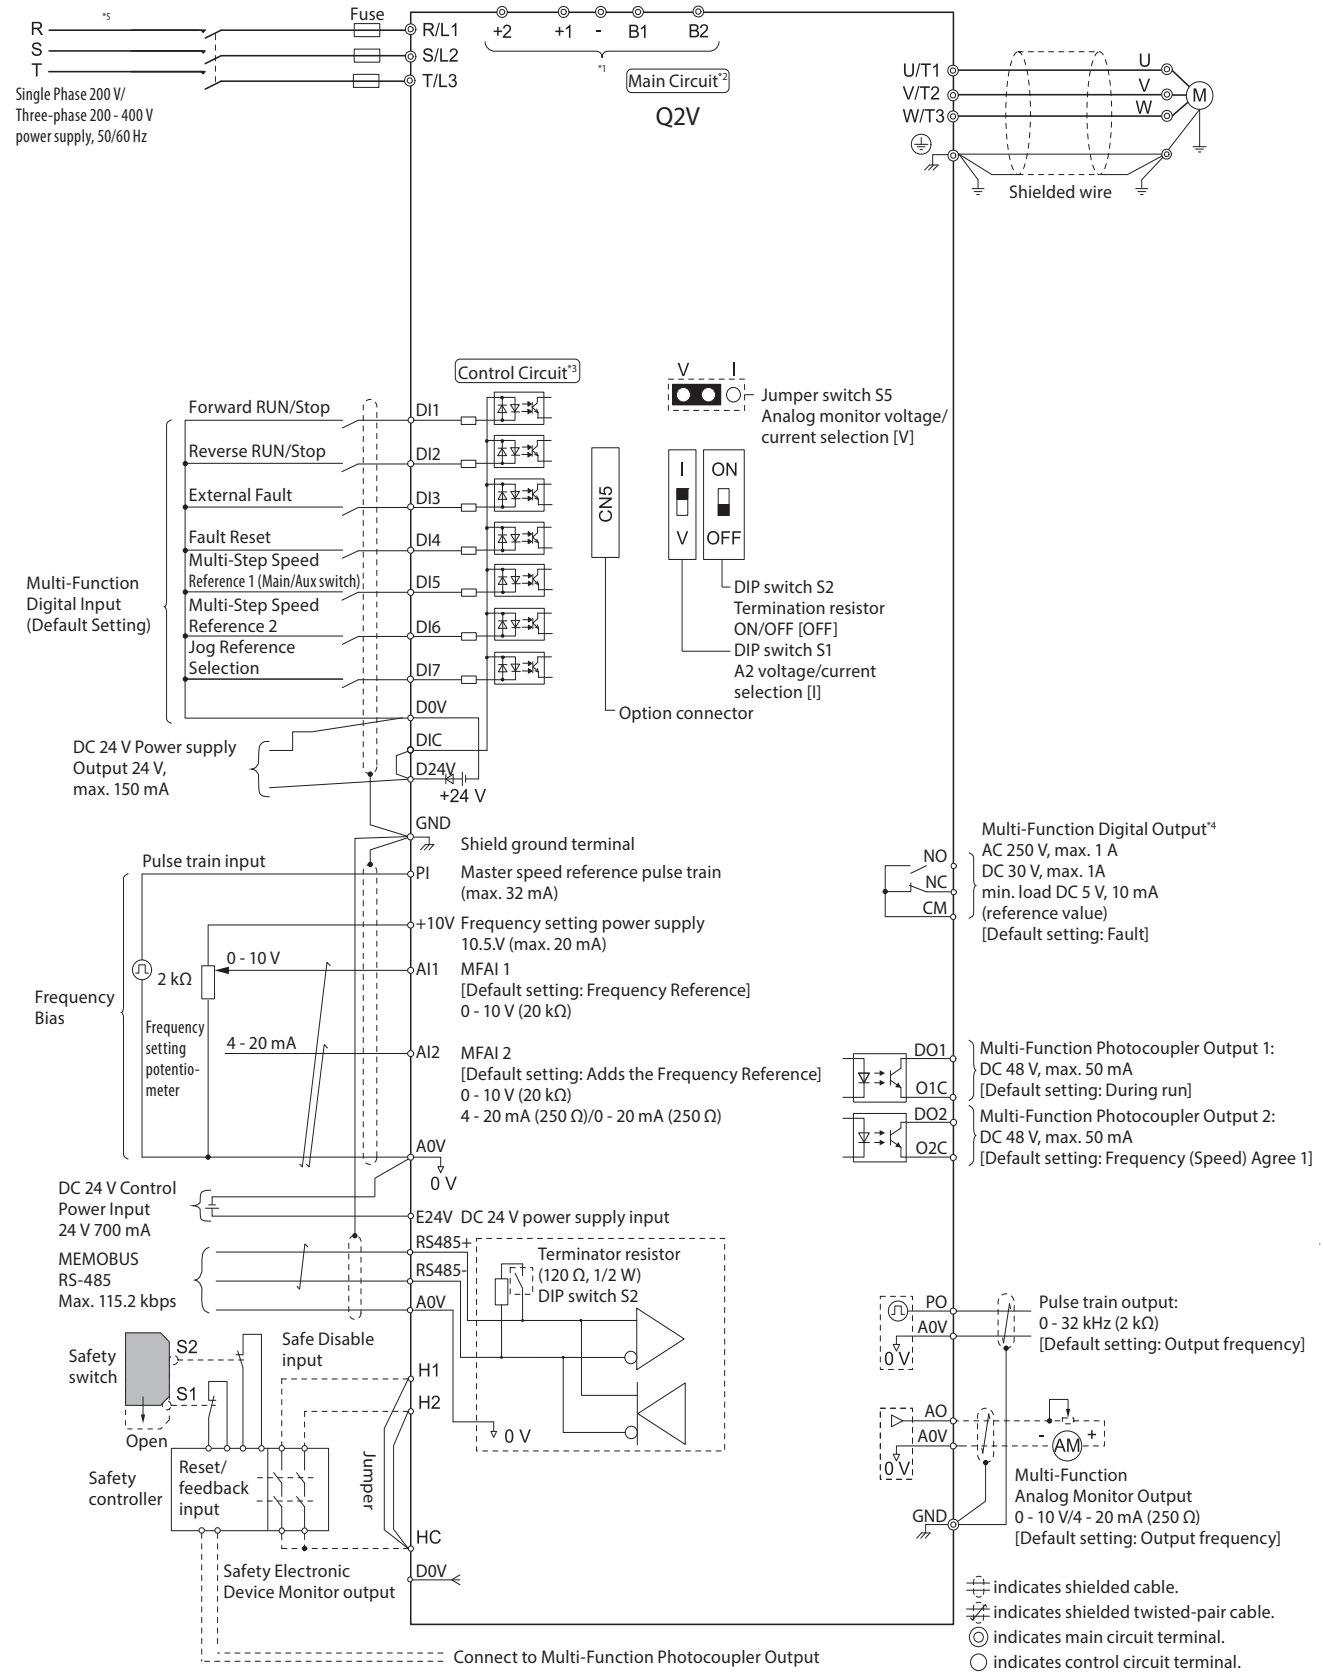 *5
R
S
T
Single Phase 200 V/
Three-phase 200 - 400 V
power supply, 50/60 Hz
Fuse
R/L1
S/L2
T/L3
+2
+1
-
B1
B2
*1
Main Circuit*2
Q2V
U/T1
V/T2
W/T3
U
V
W
M
Shielded wire
Control Circuit*3
V I
Jumper switch S5
Analog monitor voltage/
current selection [V]
CN5
I
V
ON
OFF
DIP switch S2
Termination resistor
ON/OFF [OFF]
DIP switch S1
A2 voltage/current
selection [I]
Option connector
Multi-Function
Digital Input
(Default Setting)
Forward RUN/Stop
DI1
Reverse RUN/Stop
DI2
External Fault
DI3
Fault Reset
DI4
Multi-Step Speed
Reference 1 (Main/Aux switch)
DI5
Multi-Step Speed
Reference 2
DI6
Jog Reference
Selection
DI7
D0V
DIC
D24V
+24 V
DC 24 V Power supply
Output 24 V,
max. 150 mA
GND
Shield ground terminal
Pulse train input
PI
Master speed reference pulse train
(max. 32 mA)
+10V
Frequency setting power supply
10.5.V (max. 20 mA)
Frequency
Bias
2 kΩ
0 - 10 V
AI1
MFAI 1
[Default setting: Frequency Reference]
0 - 10 V (20 kΩ)
Frequency
setting
potentio-
meter
4 - 20 mA
AI2
MFAI 2
[Default setting: Adds the Frequency Reference]
0 - 10 V (20 kΩ)
4 - 20 mA (250 Ω)/0 - 20 mA (250 Ω)
A0V
0 V
DC 24 V Control
Power Input
24 V 700 mA
E24V
DC 24 V power supply input
MEMOBUS
RS-485
Max. 115.2 kbps
RS485+
RS485-
A0V
Terminator resistor
(120 Ω, 1/2 W)
DIP switch S2
0 V
Safety
switch
S2
S1
Open
Safe Disable
input
H1
H2
Jumper
Safety
controller
Reset/
feedback
input
HC
D0V
Safety Electronic
Device Monitor output
Connect to Multi-Function Photocoupler Output
NO
NC
CM
Multi-Function Digital Output*4
AC 250 V, max. 1 A
DC 30 V, max. 1A
min. load DC 5 V, 10 mA
(reference value)
[Default setting: Fault]
DO1
O1C
Multi-Function Photocoupler Output 1:
DC 48 V, max. 50 mA
[Default setting: During run]
DO2
O2C
Multi-Function Photocoupler Output 2:
DC 48 V, max. 50 mA
[Default setting: Frequency (Speed) Agree 1]
PO
A0V
0 V
Pulse train output:
0 - 32 kHz (2 kΩ)
[Default setting: Output frequency]
AO
A0V
0 V
-
AM
+
Multi-Function
Analog Monitor Output
0 - 10 V/4 - 20 mA (250 Ω)
[Default setting: Output frequency]
GND
indicates shielded cable.
indicates shielded twisted-pair cable.
indicates main circuit terminal.
indicates control circuit terminal.